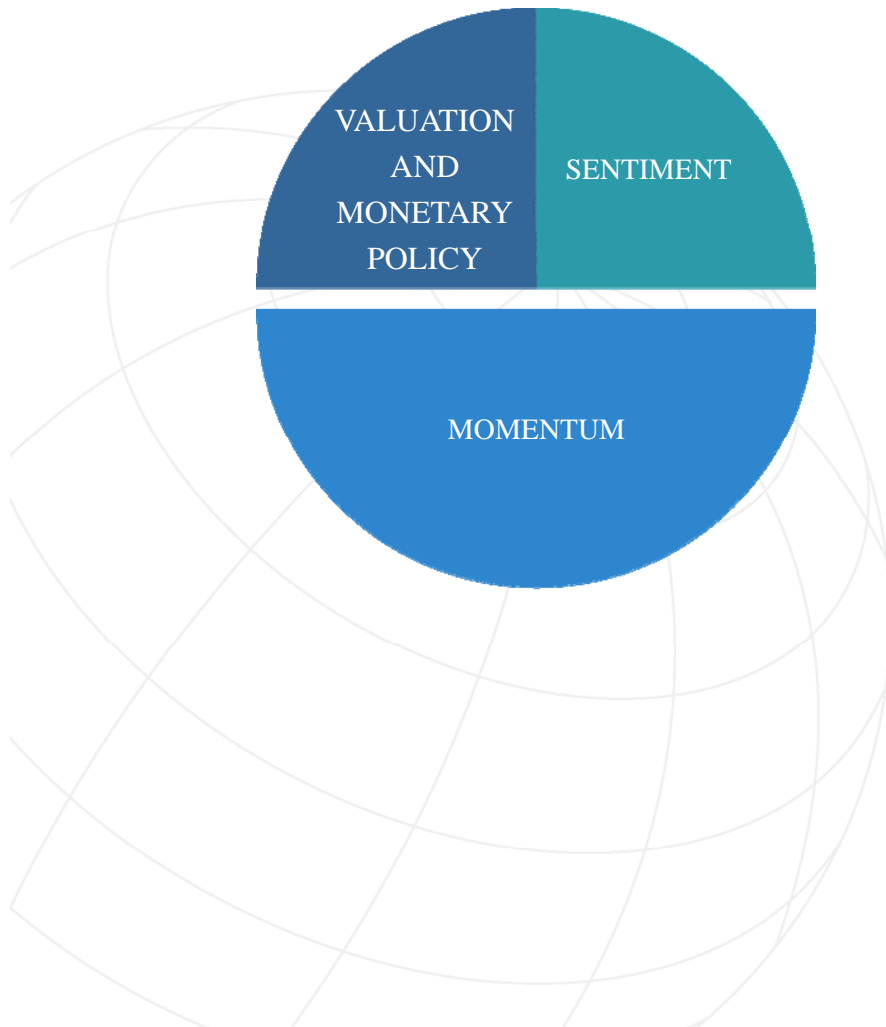 VALUATION
AND
MONETARY
POLICY
SENTIMENT
MOMENTUM